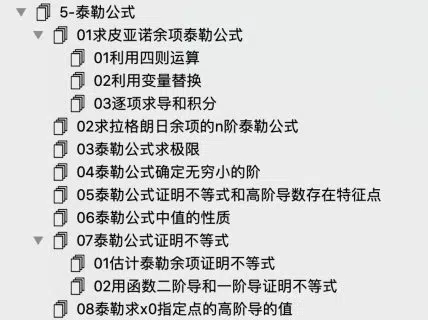 5-泰勒公式
01求皮亚诺余项泰勒公式
01利用四则运算
02利用变量替换
03逐项求导和积分
02求拉格朗日余项的n阶泰勒公式
03泰勒公式求极限
04泰勒公式确定无穷小的阶
05泰勒公式证明不等式和高阶导数存在特征点
06泰勒公式中值的性质
07泰勒公式证明不等式
01估计泰勒余项证明不等式
02用函数二阶导和一阶导证明不等式
08泰勒求x0指定点的高阶导的值